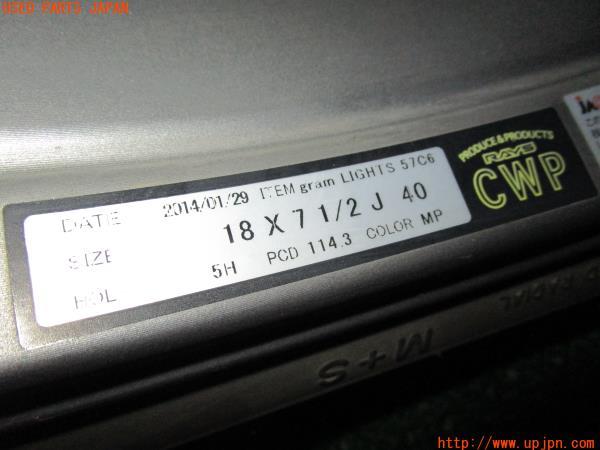 USED PARTS JAPAN
PRODUCE & PRODUCTS
RAYS
CWP
DATE 2014/01/29 ITEM gram LIGHTS 57C6
SIZE 18 X 7 1/2 J 40
HOL 5H PCD 114.3 COLOR MP
RADIAL
M+S
http://www.upjpn.com/